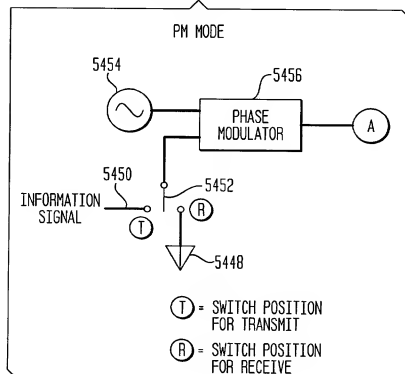 PM MODE
5454
5456
PHASE
MODULATOR
A
5450
5452
INFORMATION
SIGNAL
T
R
5448
T = SWITCH POSITION
FOR TRANSMIT
R = SWITCH POSITION
FOR RECEIVE